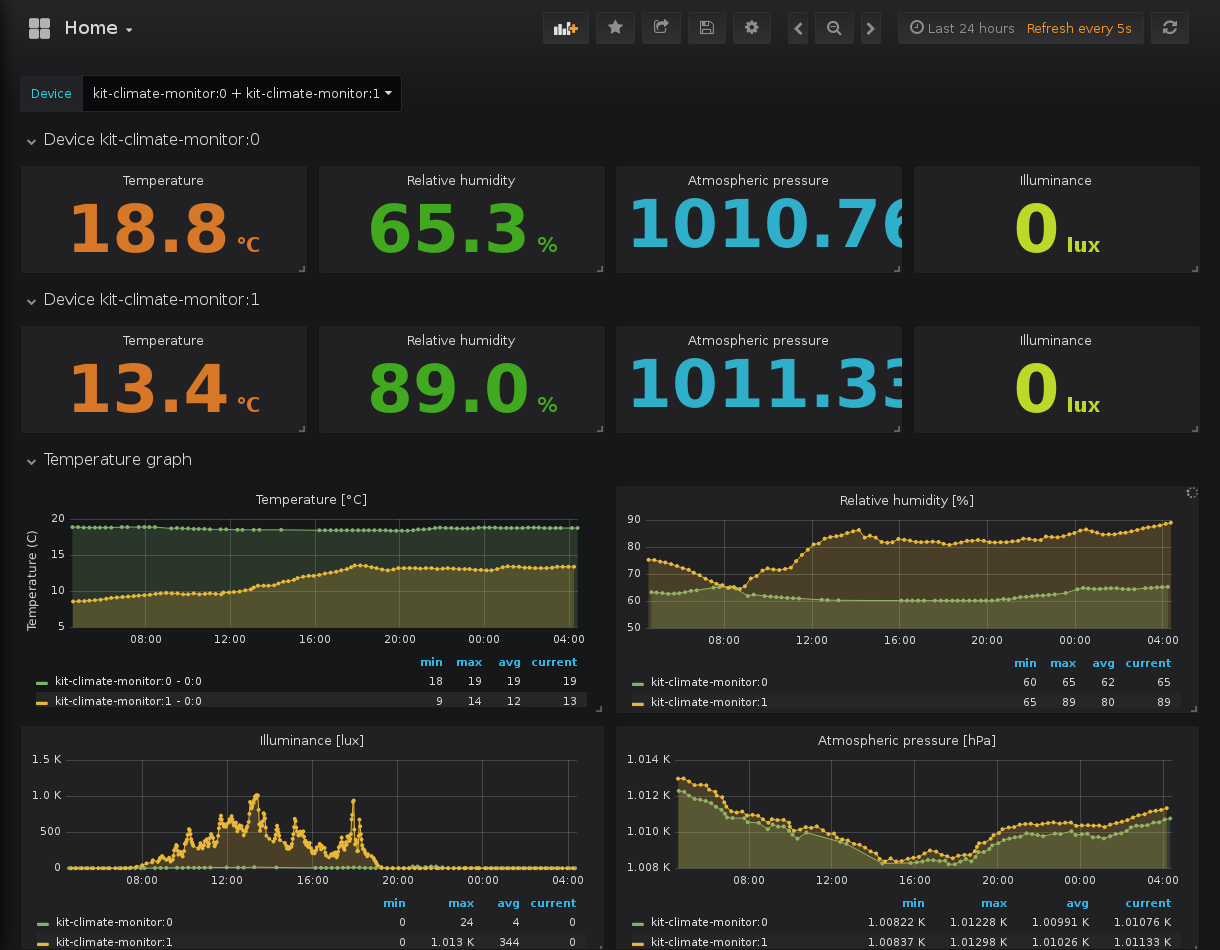 Home
Last 24 hours Refresh every 5s
Device kit-climate-monitor:0 + kit-climate-monitor:1
Device kit-climate-monitor:0
Temperature Relative humidity Atmospheric pressure Illuminance
18.8 °C 65.3 % 1010.76 0 lux
Device kit-climate-monitor:1
Temperature Relative humidity Atmospheric pressure Illuminance
13.4 °C 89.0 % 1011.33 0 lux
Temperature graph
Temperature [°C]
Temperature (C)
20
15
10
5
08:00 12:00 16:00 20:00 00:00 04:00
min max avg current
kit-climate-monitor:0 - 0:0 18 19 19 19
kit-climate-monitor:1 - 0:0 9 14 12 13
Relative humidity [%]
90
80
70
60
50
08:00 12:00 16:00 20:00 00:00 04:00
min max avg current
kit-climate-monitor:0 60 65 62 65
kit-climate-monitor:1 65 89 80 89
Illuminance [lux]
1.5 K
1.0 K
500
0
08:00 12:00 16:00 20:00 00:00 04:00
min max avg current
kit-climate-monitor:0 0 24 4 0
kit-climate-monitor:1 0 1.013 K 344 0
Atmospheric pressure [hPa]
1.014 K
1.012 K
1.010 K
1.008 K
08:00 12:00 16:00 20:00 00:00 04:00
min max avg current
kit-climate-monitor:0 1.00822 K 1.01228 K 1.00991 K 1.01076 K
kit-climate-monitor:1 1.00837 K 1.01298 K 1.01026 K 1.01133 K